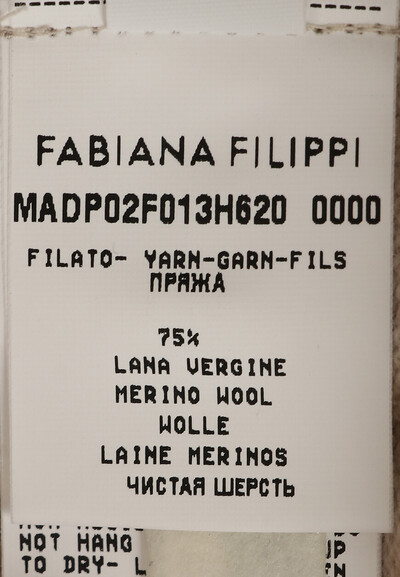 FABIANA FILIPPI
MADP02F013H620 0000
FILATO- YARN-GARN-FILS
ПРЯЖА
75%
LANA VERGINE
MERINO WOOL
WOLLE
LAINE MERINOS
ЧИСТАЯ ШЕРСТЬ
NOT HANG
TO DRY-